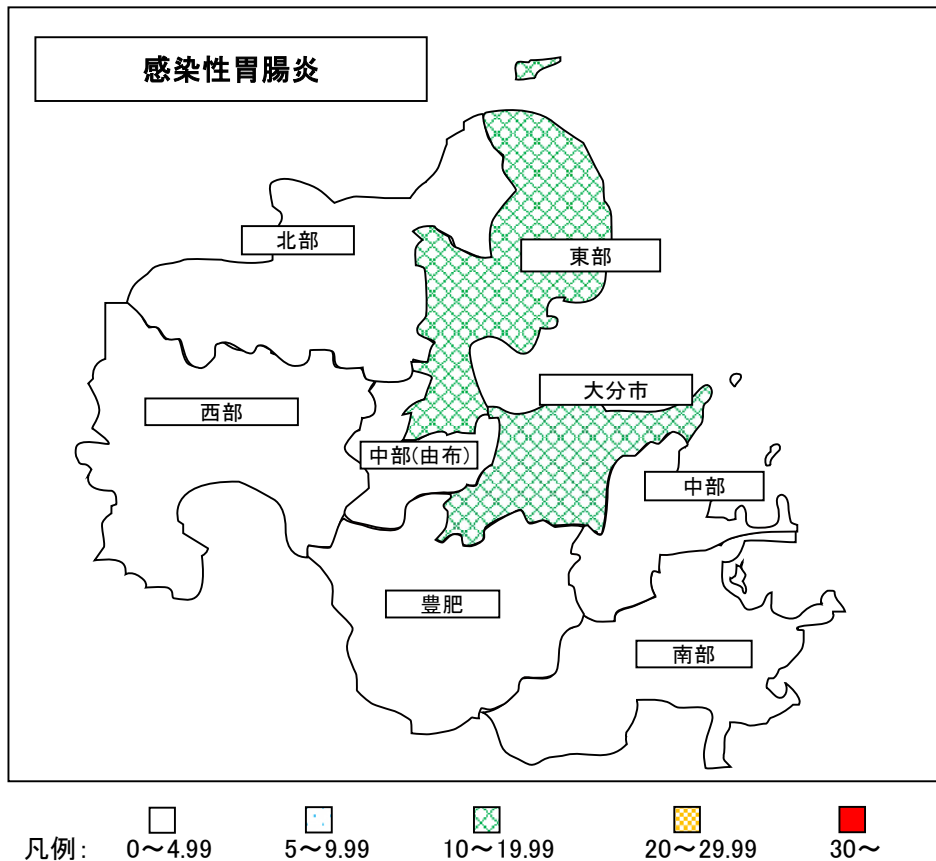 感染性胃腸炎
北部
東部
大分市
西部
中部(由布)
中部
豊肥
南部
凡例: 0～4.99 5～9.99 10～19.99 20～29.99 30～